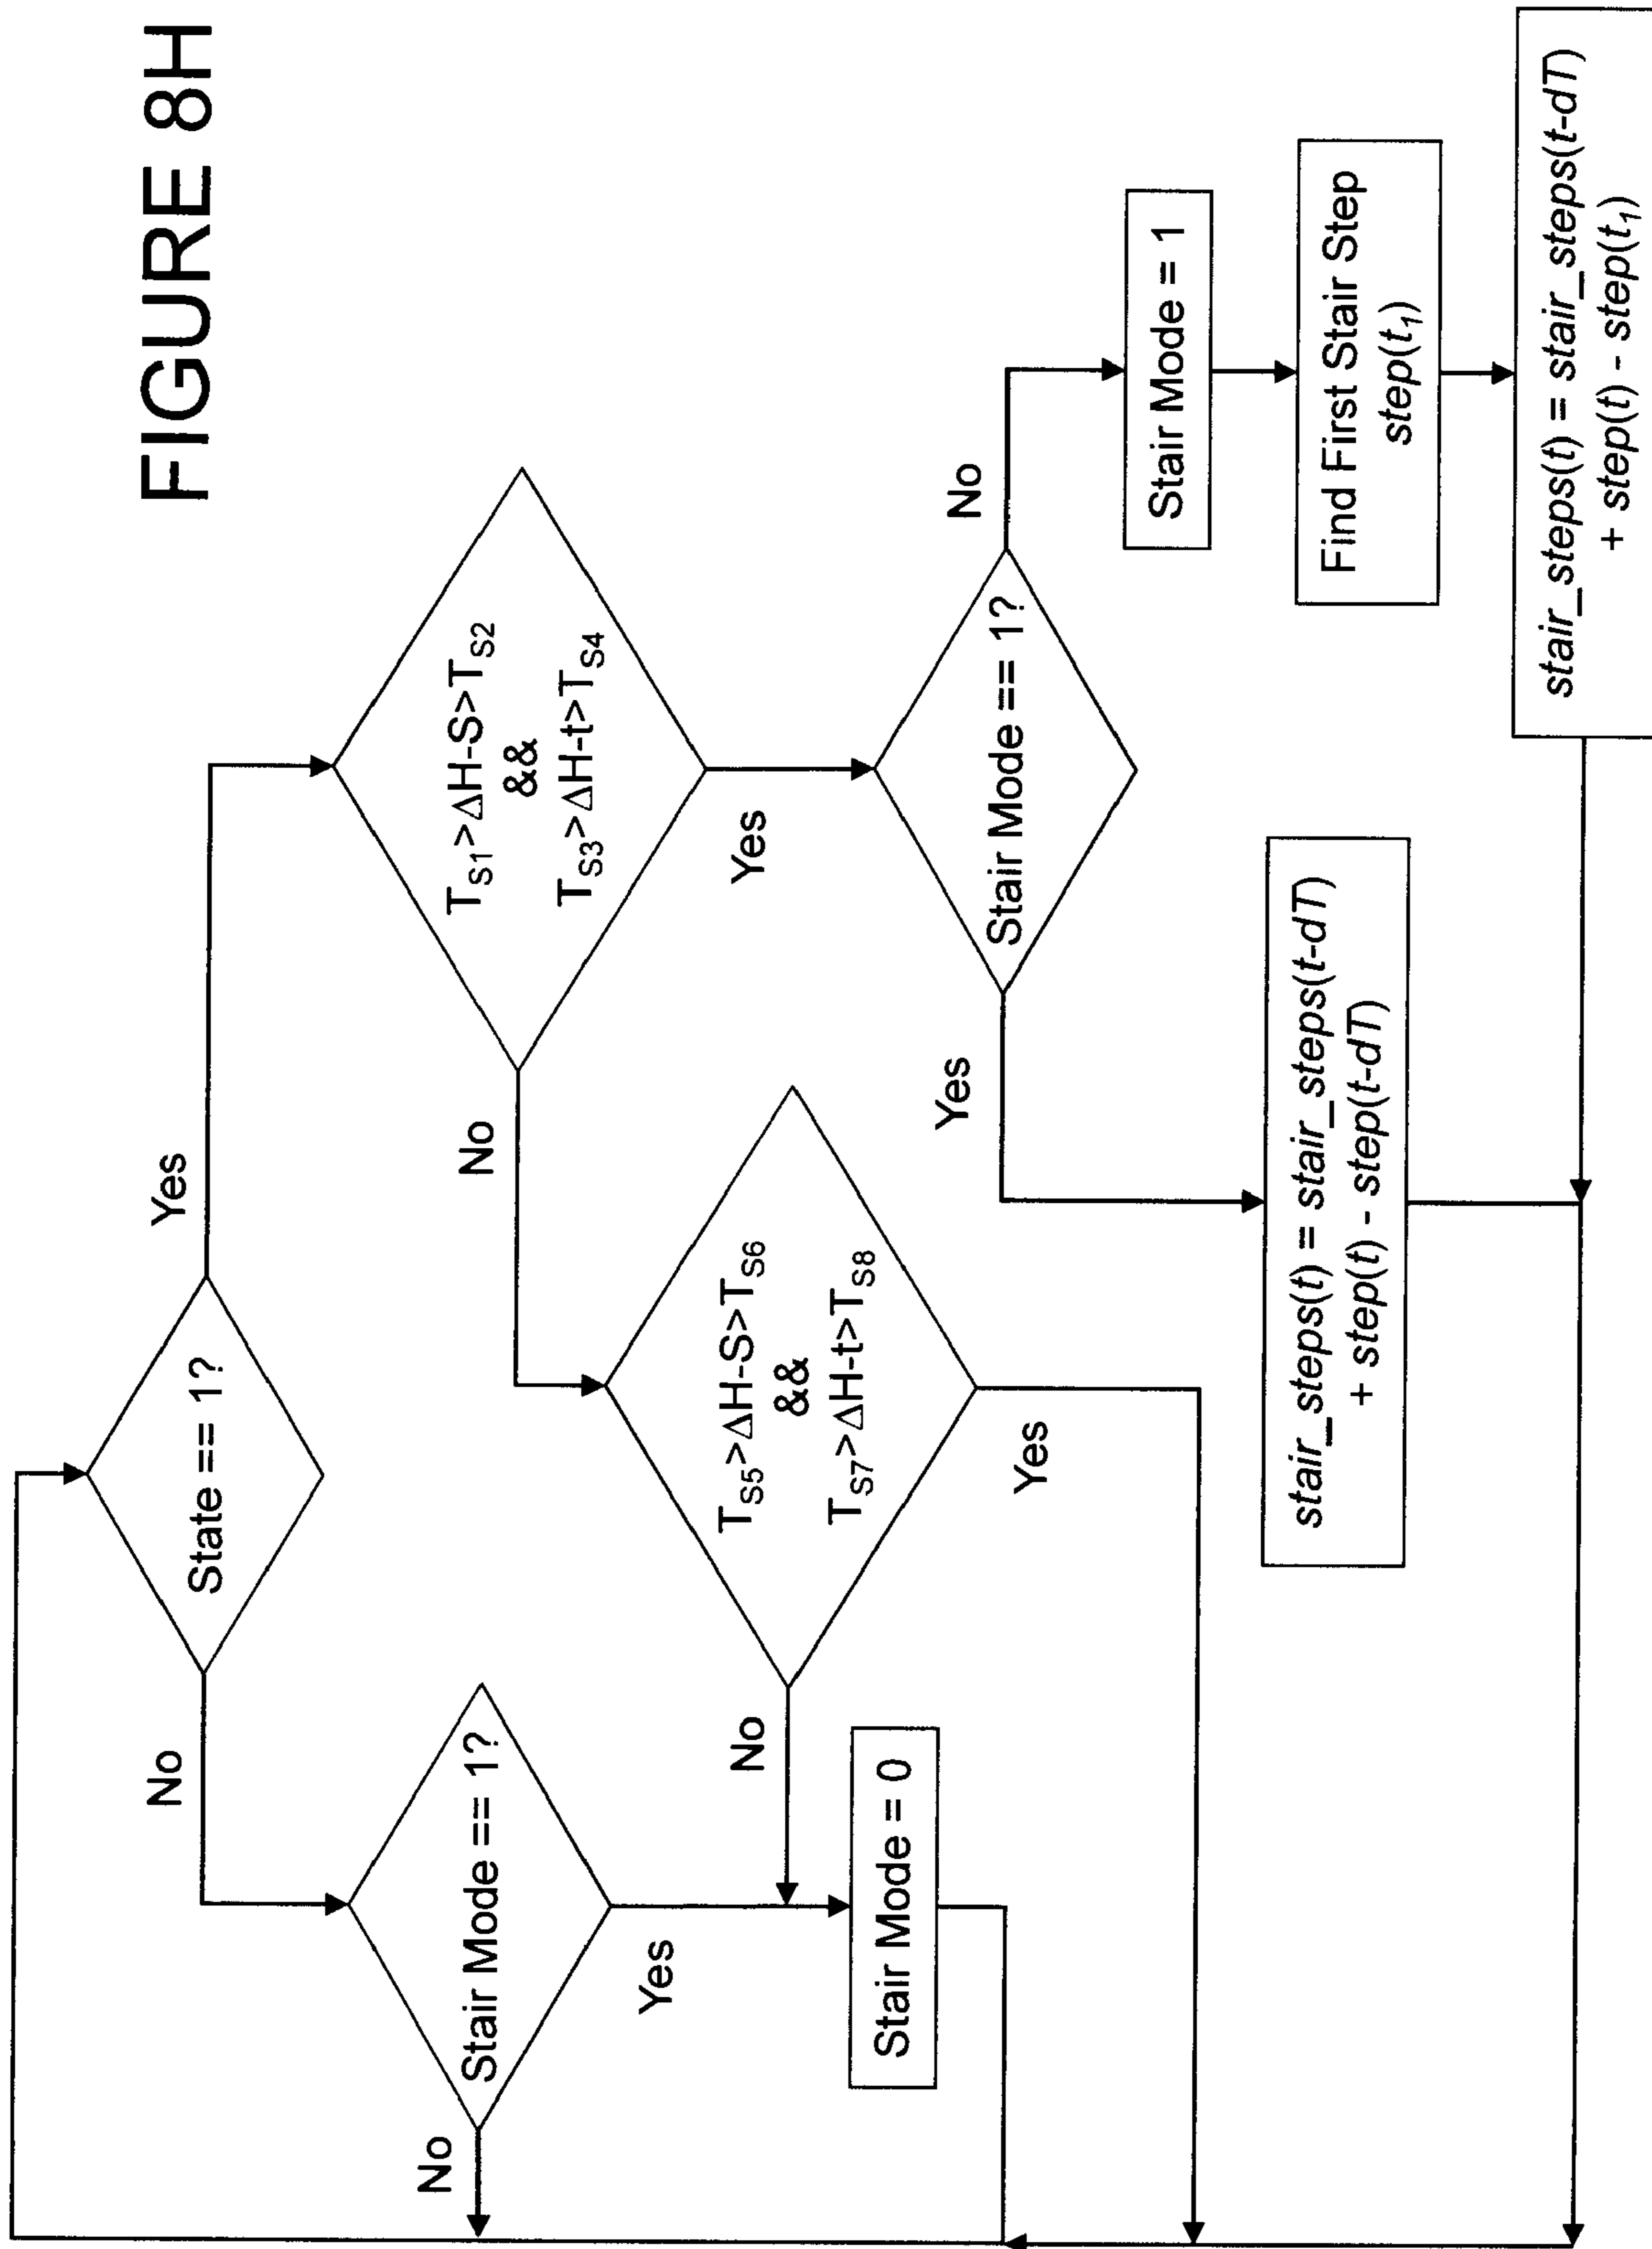 FIGURE 8H
State == 1?
No
Yes
Stair Mode == 1?
No
Yes
T_S1>ΔH-S>T_S2
&&
T_S3>ΔH-t>T_S4
No
Yes
T_S5>ΔH-S>T_S6
&&
T_S7>ΔH-t>T_S8
No
Yes
Stair Mode = 0
Stair Mode == 1?
Yes
No
Stair Mode = 1
Find First Stair Step
step(t₁)
stair_steps(t) = stair_steps(t-dT)
+ step(t) - step(t-dT)
stair_steps(t) = stair_steps(t-dT)
+ step(t) - step(t₁)